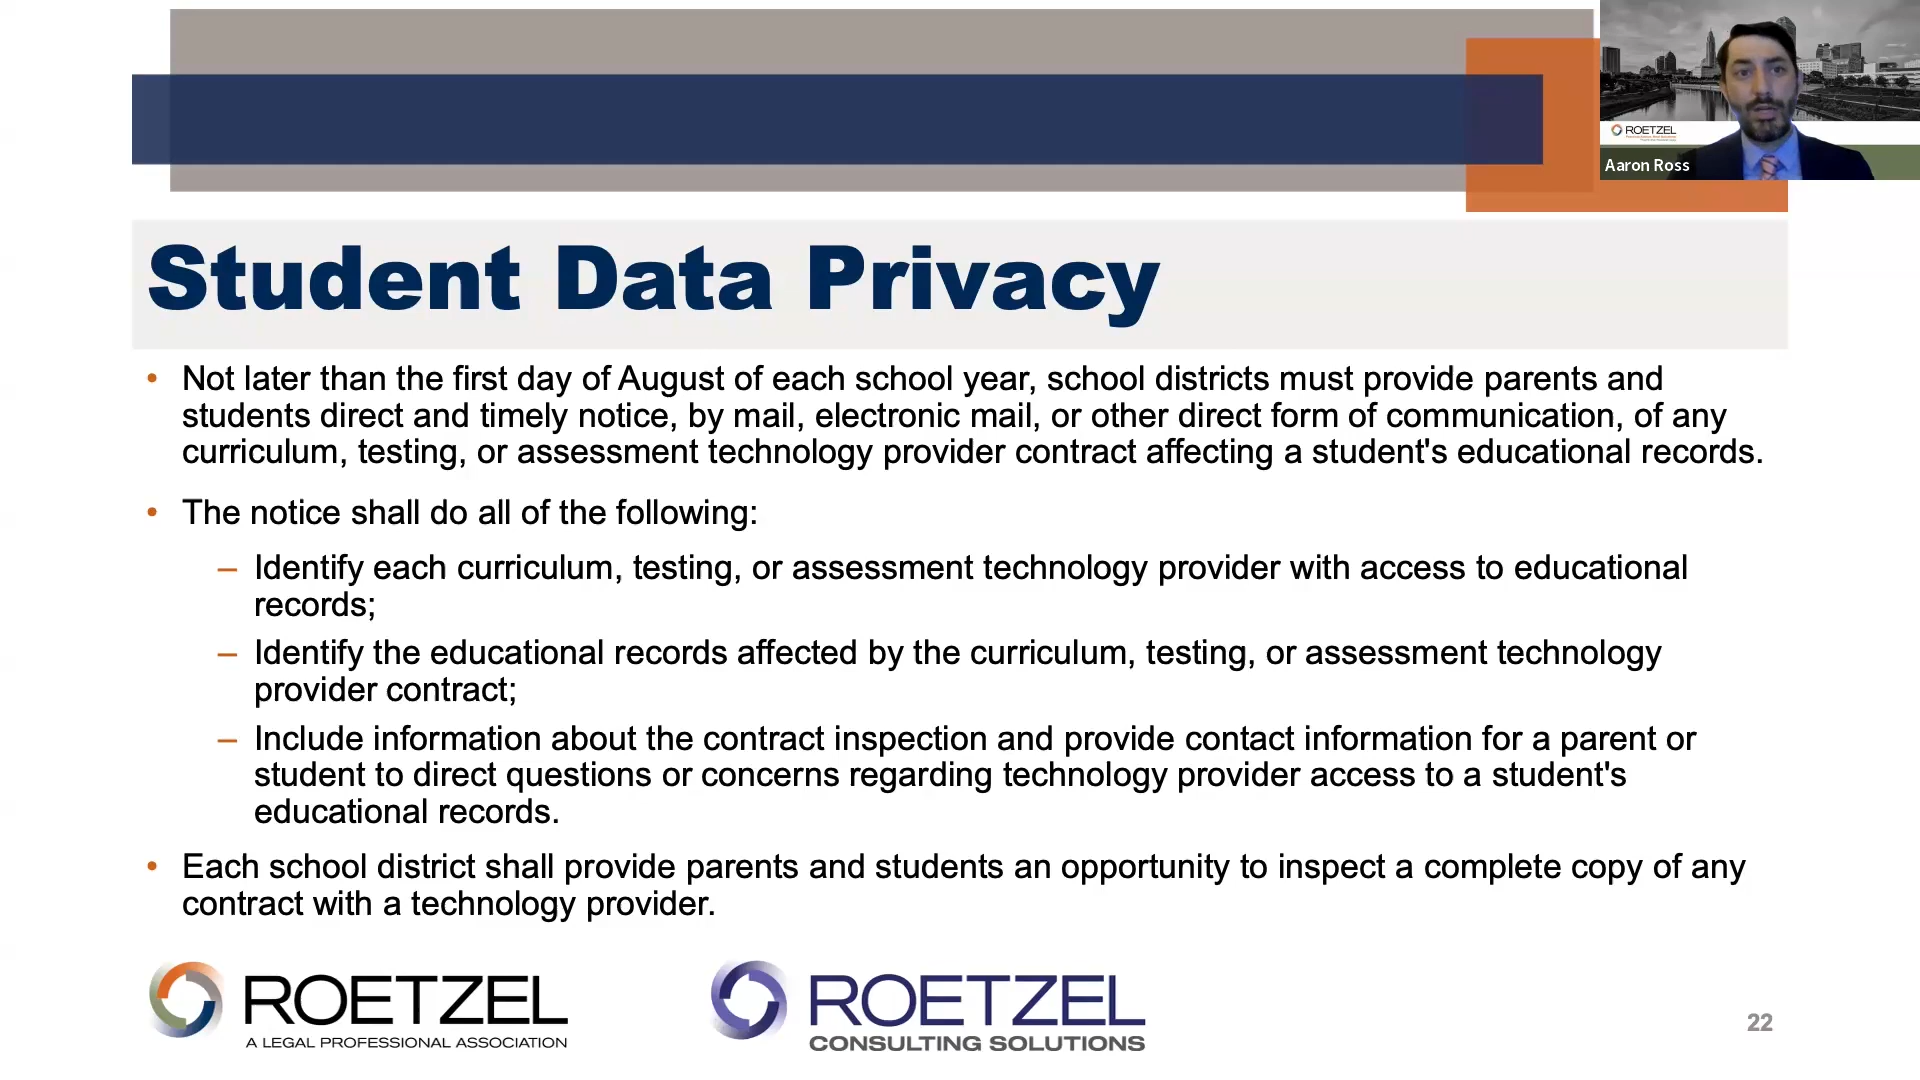 ROETZEL
Aaron Ross
Student Data Privacy
• Not later than the first day of August of each school year, school districts must provide parents and
students direct and timely notice, by mail, electronic mail, or other direct form of communication, of any
curriculum, testing, or assessment technology provider contract affecting a student's educational records.
• The notice shall do all of the following:
– Identify each curriculum, testing, or assessment technology provider with access to educational
records;
– Identify the educational records affected by the curriculum, testing, or assessment technology
provider contract;
– Include information about the contract inspection and provide contact information for a parent or
student to direct questions or concerns regarding technology provider access to a student's
educational records.
• Each school district shall provide parents and students an opportunity to inspect a complete copy of any
contract with a technology provider.
ROETZEL
A LEGAL PROFESSIONAL ASSOCIATION
ROETZEL
CONSULTING SOLUTIONS
22